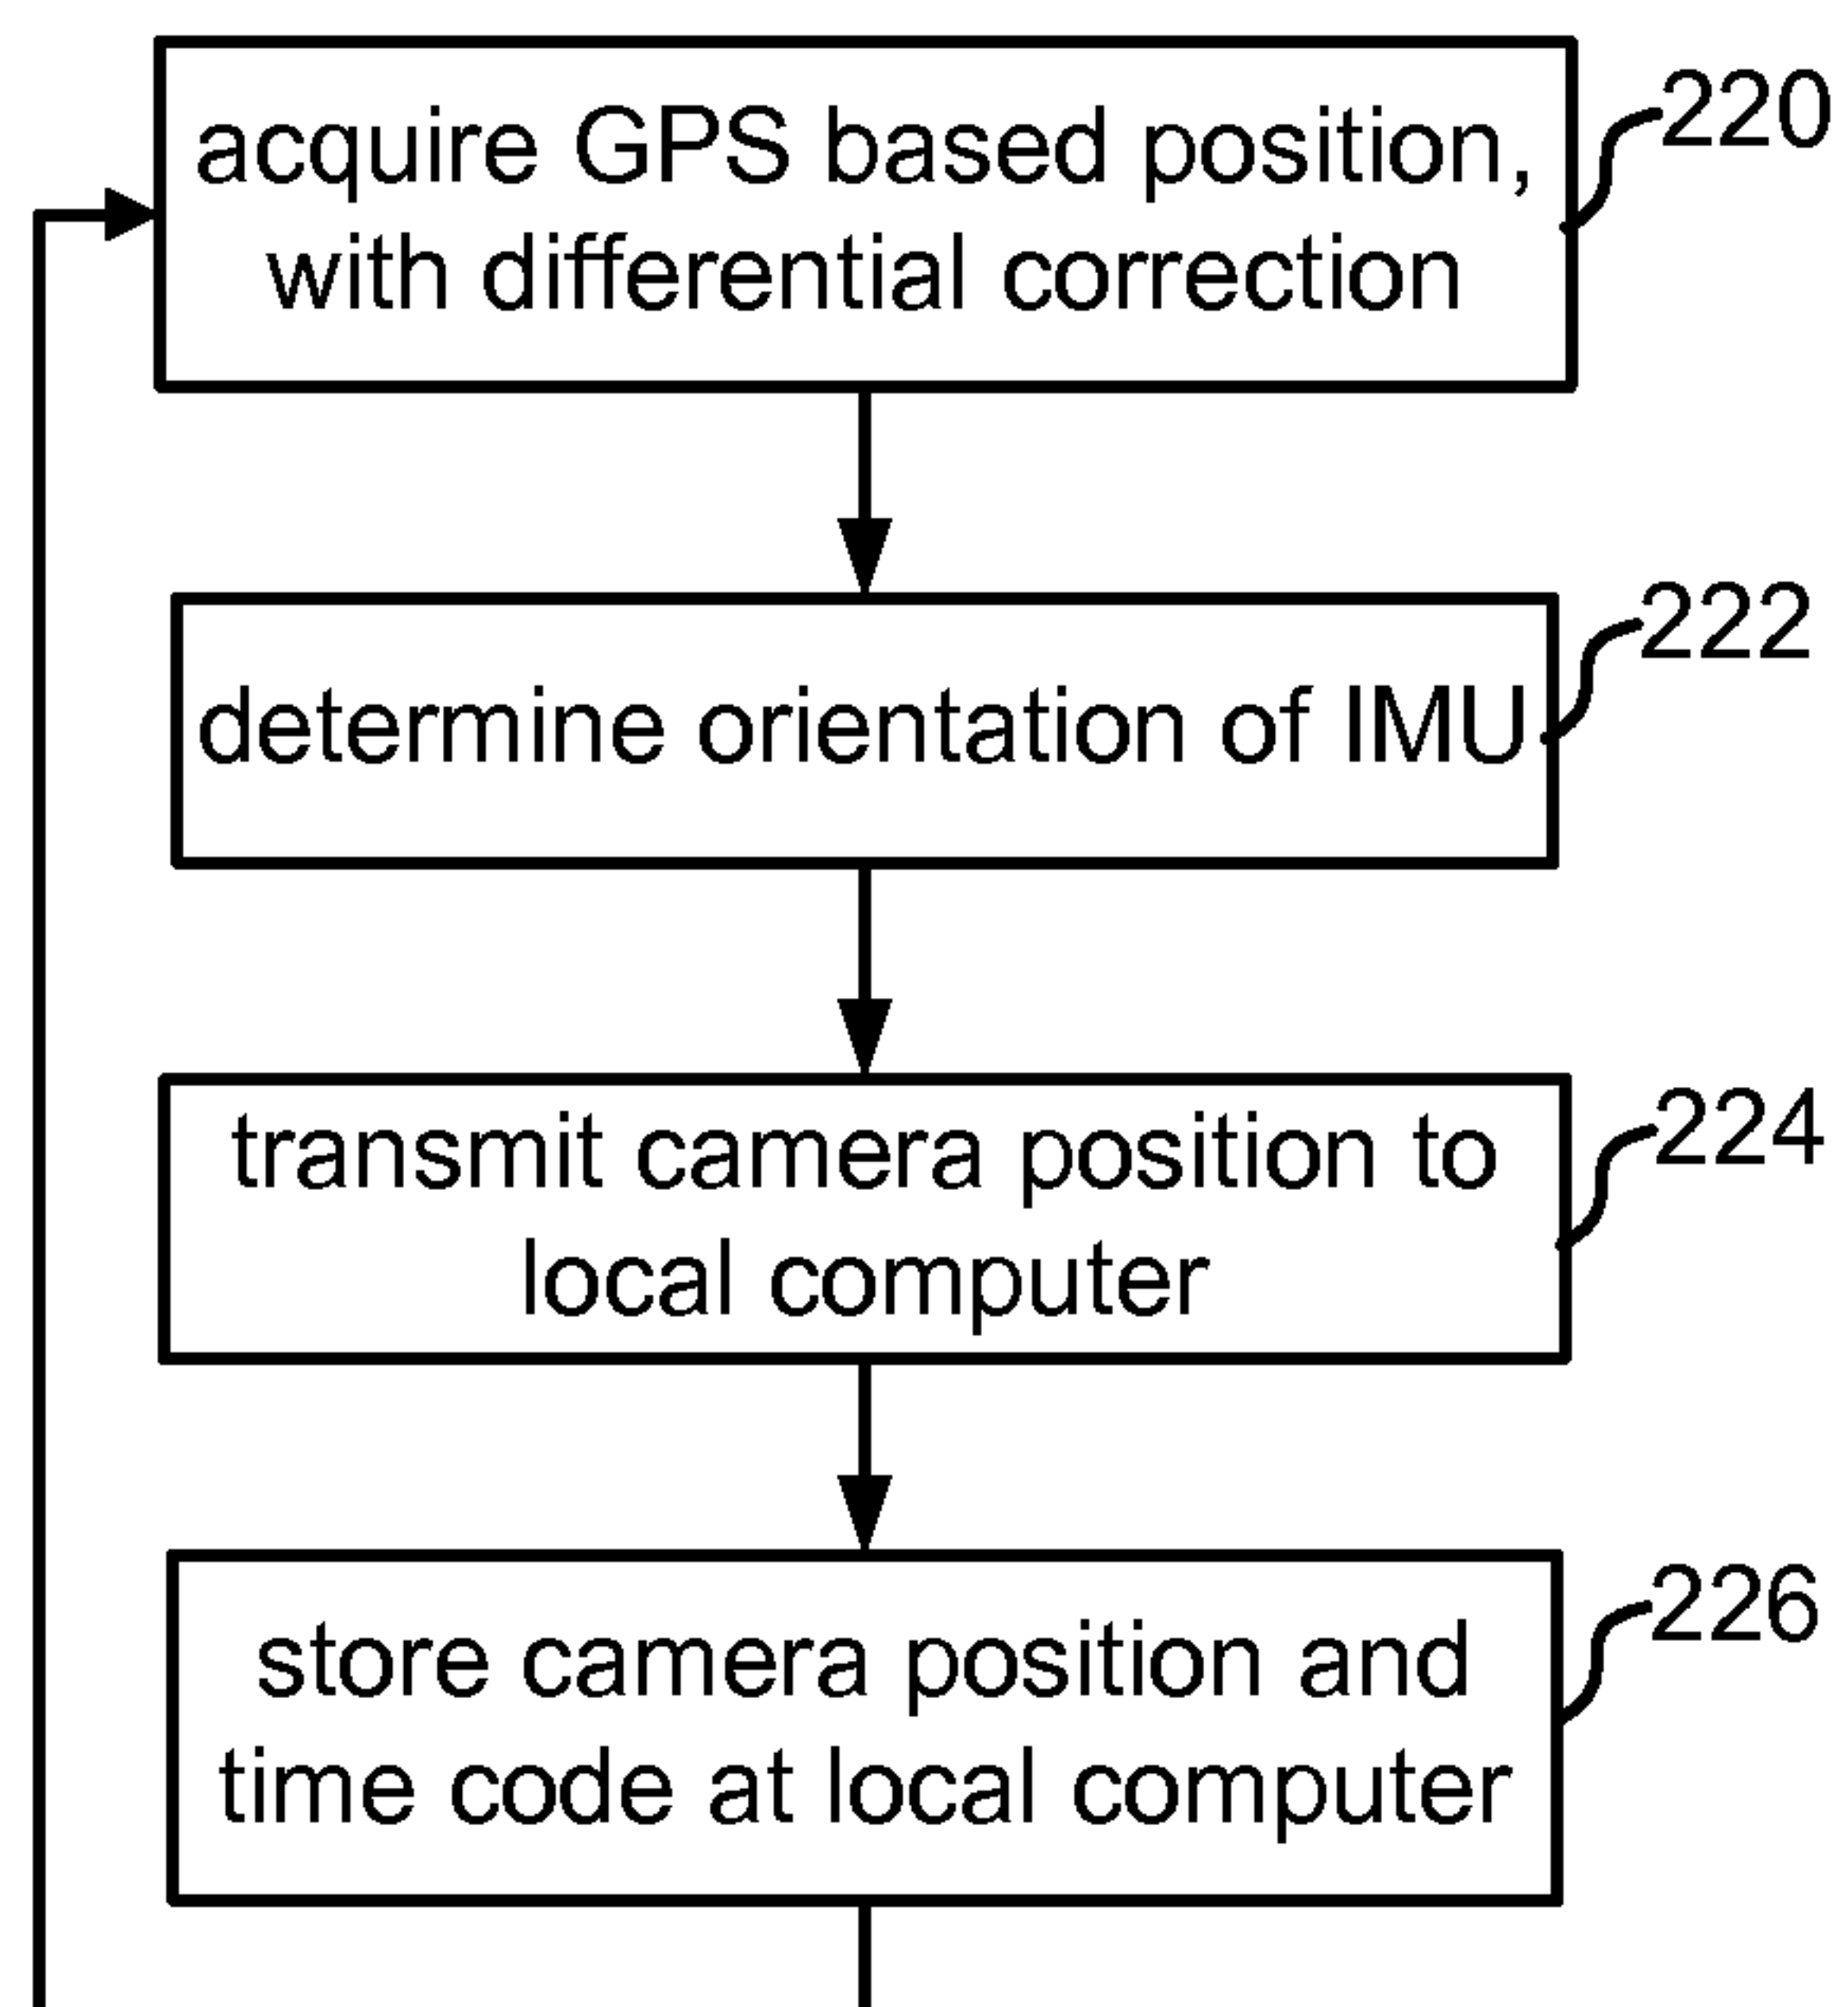 acquire GPS based position,
with differential correction
220
determine orientation of IMU
222
transmit camera position to
local computer
224
store camera position and
time code at local computer
226